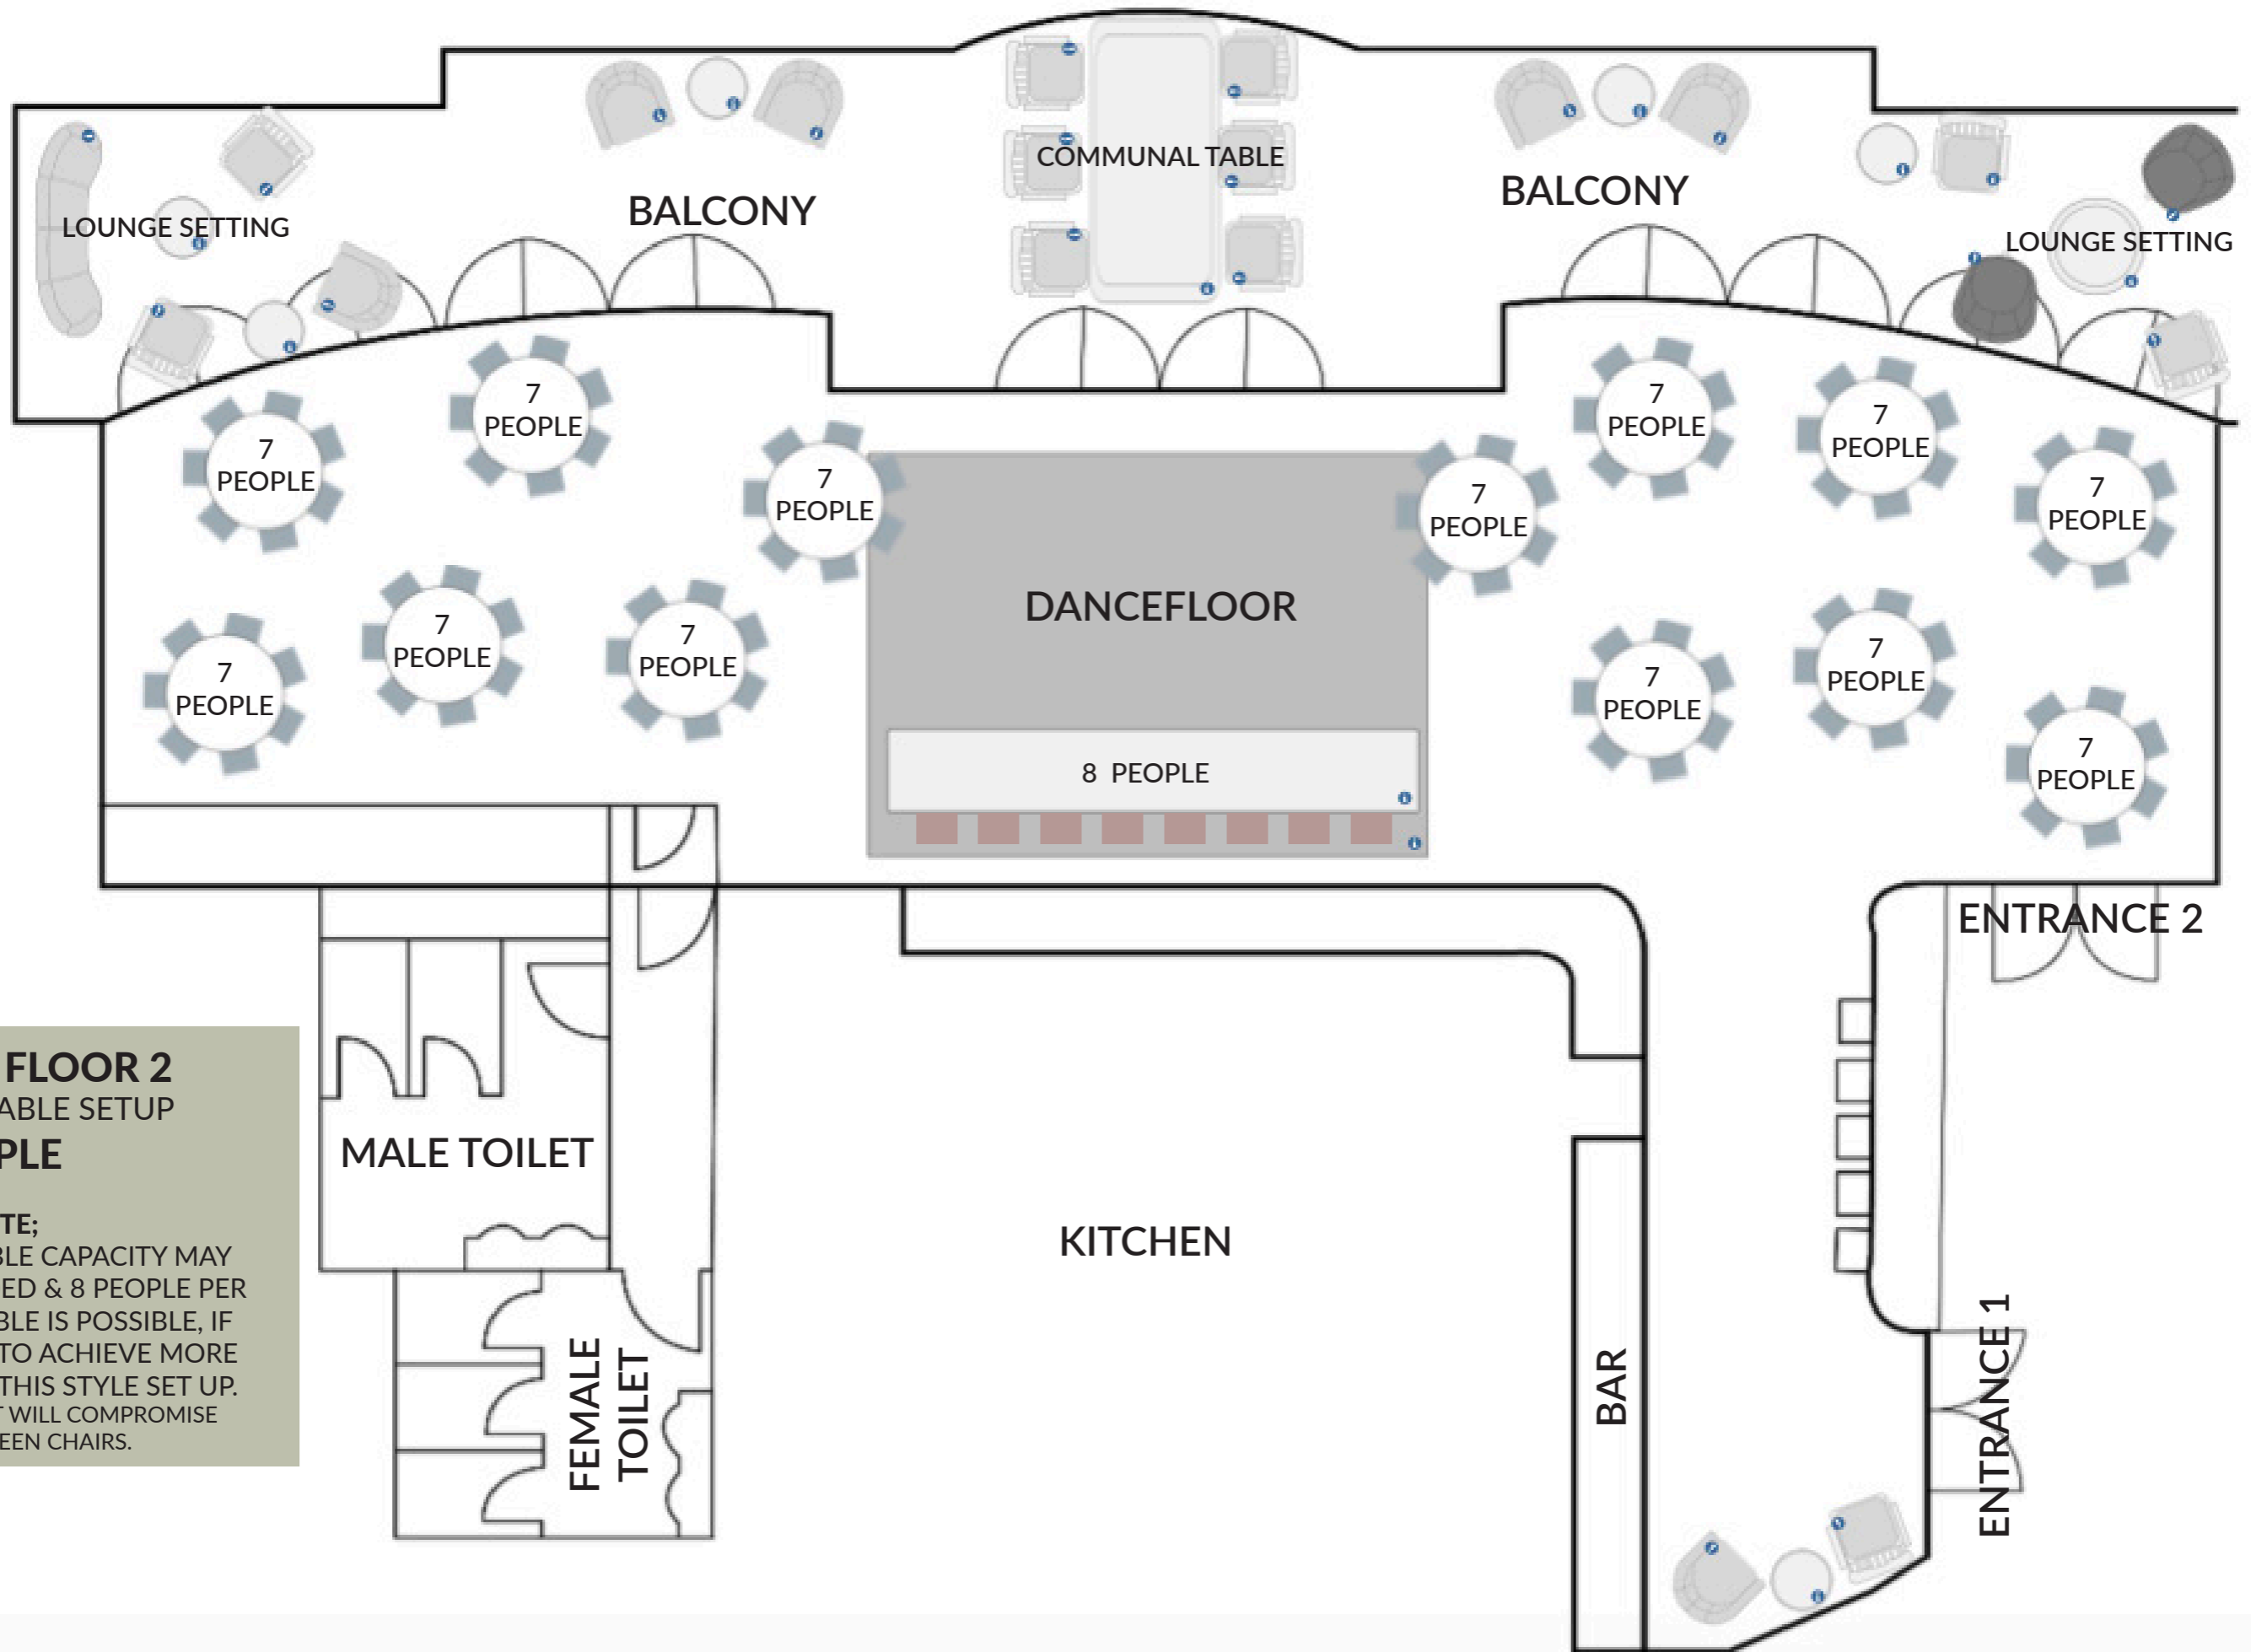 COMMUNAL TABLE
BALCONY
BALCONY
LOUNGE SETTING
LOUNGE SETTING
7
PEOPLE
7
PEOPLE
7
PEOPLE
7
PEOPLE
7
PEOPLE
7
PEOPLE
7
PEOPLE
7
PEOPLE
7
PEOPLE
7
PEOPLE
7
PEOPLE
7
PEOPLE
7
PEOPLE
DANCEFLOOR
8 PEOPLE
ENTRANCE 2
FLOOR 2
ABLE SETUP
PLE
TE;
BLE CAPACITY MAY
ED & 8 PEOPLE PER
BLE IS POSSIBLE, IF
TO ACHIEVE MORE
THIS STYLE SET UP.
T WILL COMPROMISE
EEN CHAIRS.
MALE TOILET
FEMALE
TOILET
KITCHEN
BAR
ENTRANCE 1